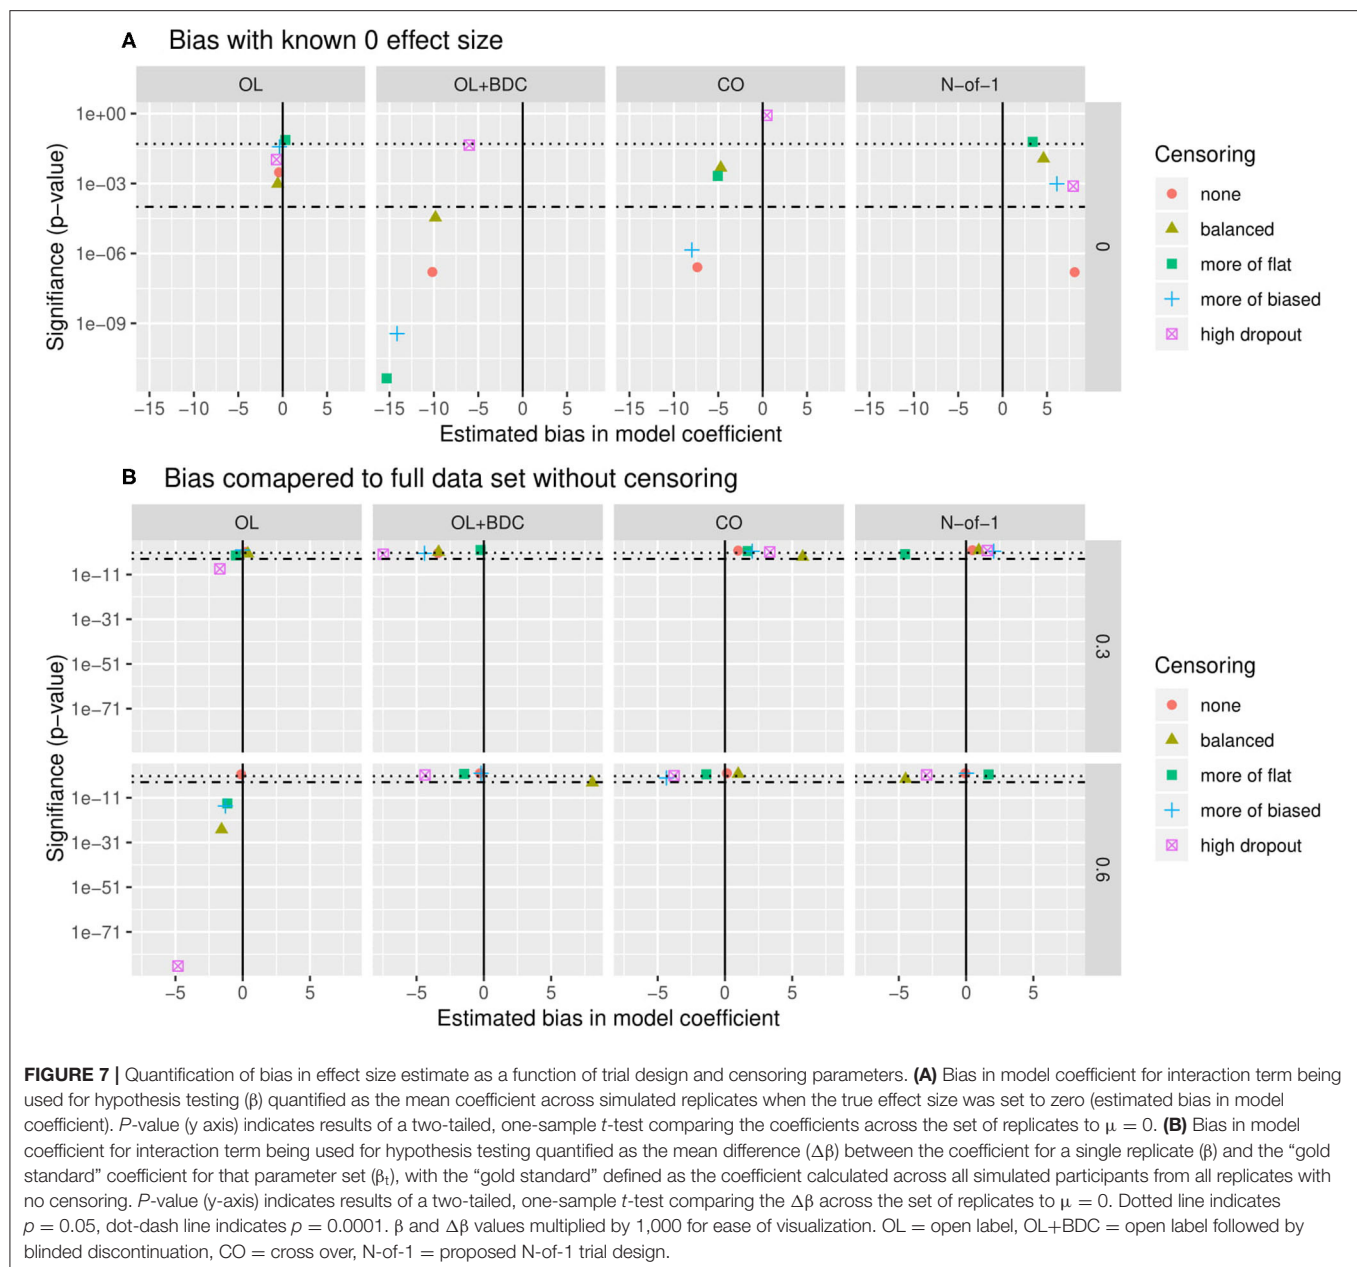 A Bias with known 0 effect size
OL OL+BDC CO N−of−1
Signifiance (p−value)
1e+00
1e−03
1e−06
1e−09
0
−15 −10 −5 0 5 −15 −10 −5 0 5 −15 −10 −5 0 5 −15 −10 −5 0 5
Estimated bias in model coefficient
Censoring
none
balanced
more of flat
more of biased
high dropout
B Bias comapered to full data set without censoring
OL OL+BDC CO N−of−1
Signifiance (p−value)
1e−11
1e−31
1e−51
1e−71
0.3
1e−11
1e−31
1e−51
1e−71
0.6
−5 0 5 −5 0 5 −5 0 5 −5 0 5
Estimated bias in model coefficient
Censoring
none
balanced
more of flat
more of biased
high dropout
FIGURE 7 | Quantification of bias in effect size estimate as a function of trial design and censoring parameters. (A) Bias in model coefficient for interaction term being
used for hypothesis testing (β) quantified as the mean coefficient across simulated replicates when the true effect size was set to zero (estimated bias in model
coefficient). P-value (y axis) indicates results of a two-tailed, one-sample t-test comparing the coefficients across the set of replicates to μ = 0. (B) Bias in model
coefficient for interaction term being used for hypothesis testing quantified as the mean difference (Δβ) between the coefficient for a single replicate (β) and the “gold
standard” coefficient for that parameter set (βt), with the “gold standard” defined as the coefficient calculated across all simulated participants from all replicates with
no censoring. P-value (y-axis) indicates results of a two-tailed, one-sample t-test comparing the Δβ across the set of replicates to μ = 0. Dotted line indicates
p = 0.05, dot-dash line indicates p = 0.0001. β and Δβ values multiplied by 1,000 for ease of visualization. OL = open label, OL+BDC = open label followed by
blinded discontinuation, CO = cross over, N-of-1 = proposed N-of-1 trial design.